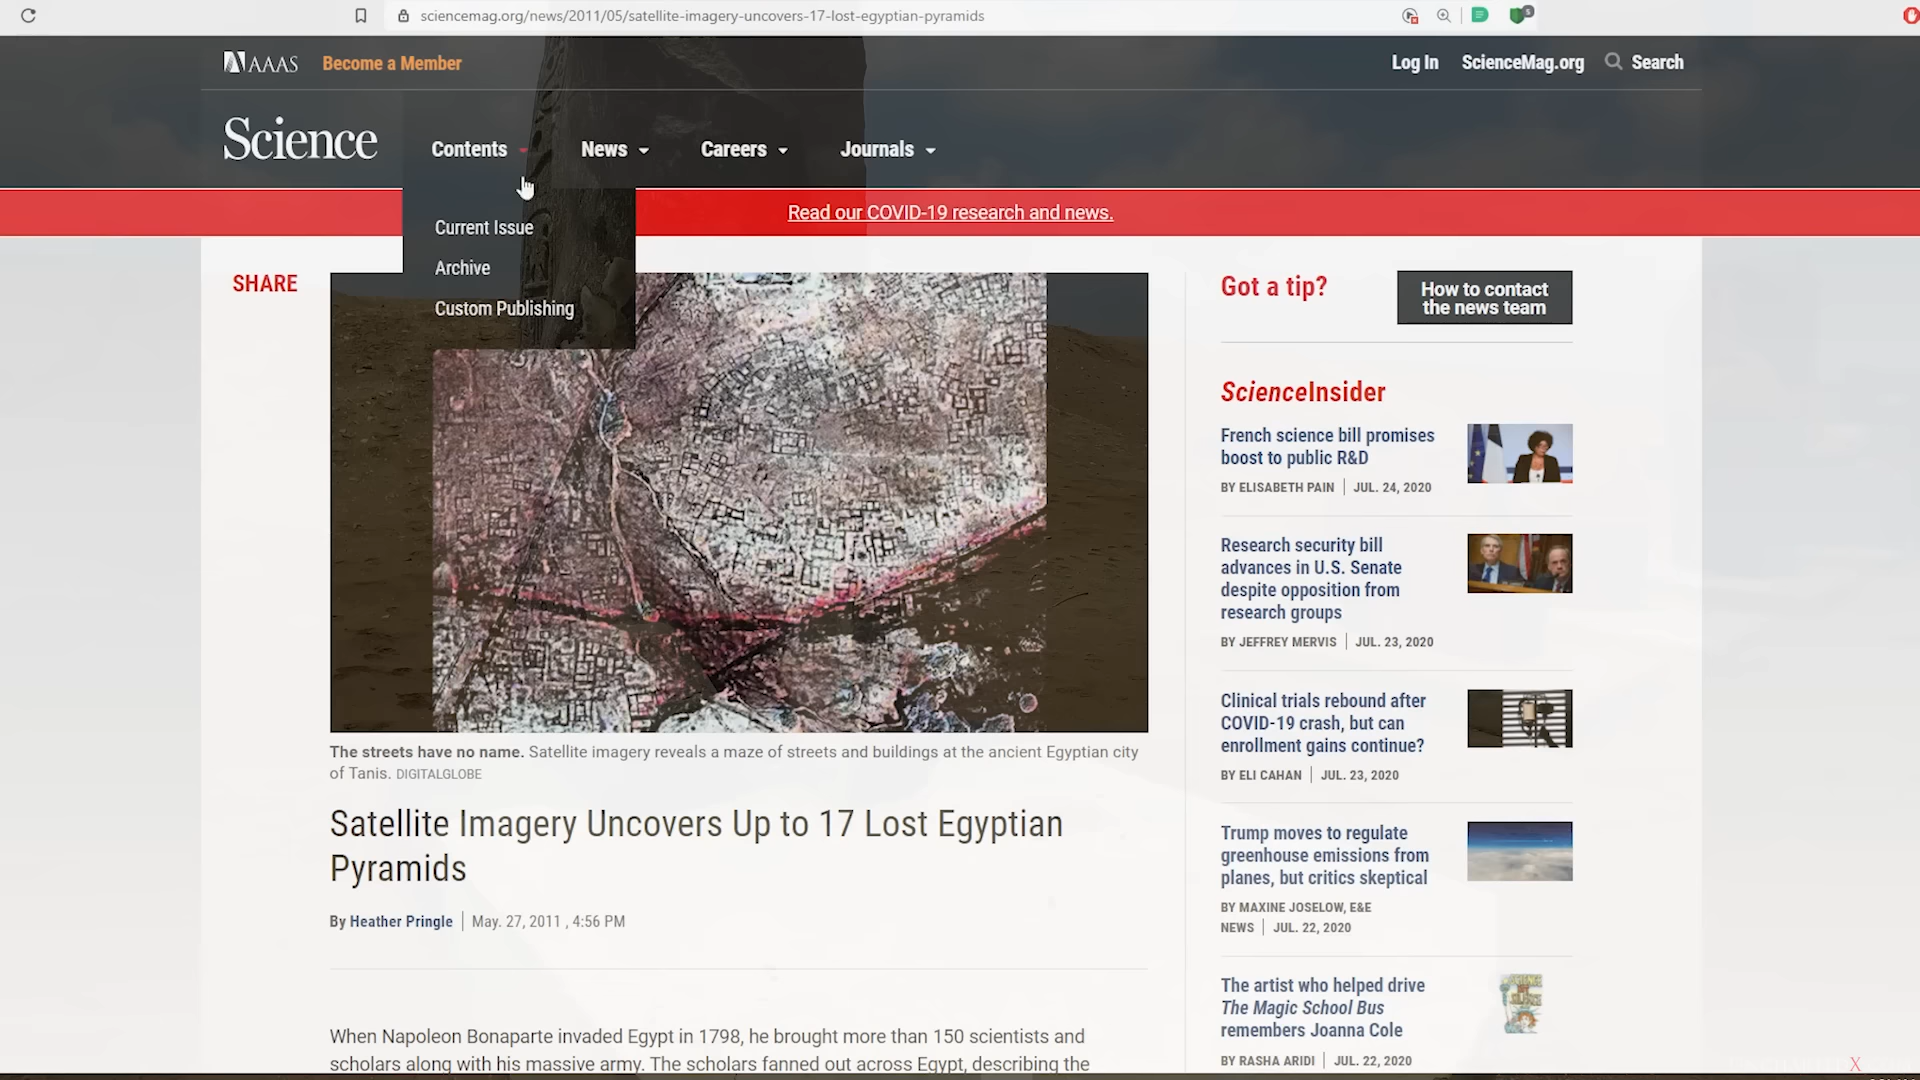 sciencemag.org/news/2011/05/satellite-imagery-uncovers-17-lost-egyptian-pyramids
AAAS
Become a Member
Log In
ScienceMag.org
Search
Science
Contents
News
Careers
Journals
Read our COVID-19 research and news.
Current Issue
Archive
Custom Publishing
SHARE
The streets have no name. Satellite imagery reveals a maze of streets and buildings at the ancient Egyptian city
of Tanis. DIGITALGLOBE
Satellite Imagery Uncovers Up to 17 Lost Egyptian
Pyramids
By Heather Pringle | May. 27, 2011 , 4:56 PM
When Napoleon Bonaparte invaded Egypt in 1798, he brought more than 150 scientists and
scholars along with his massive army. The scholars fanned out across Egypt, describing the
Got a tip?
How to contact
the news team
ScienceInsider
French science bill promises
boost to public R&D
BY ELISABETH PAIN | JUL. 24, 2020
Research security bill
advances in U.S. Senate
despite opposition from
research groups
BY JEFFREY MERVIS | JUL. 23, 2020
Clinical trials rebound after
COVID-19 crash, but can
enrollment gains continue?
BY ELI CAHAN | JUL. 23, 2020
Trump moves to regulate
greenhouse emissions from
planes, but critics skeptical
BY MAXINE JOSELOW, E&E
NEWS | JUL. 22, 2020
The artist who helped drive
The Magic School Bus
remembers Joanna Cole
BY RASHA ARIDI | JUL. 22, 2020
X